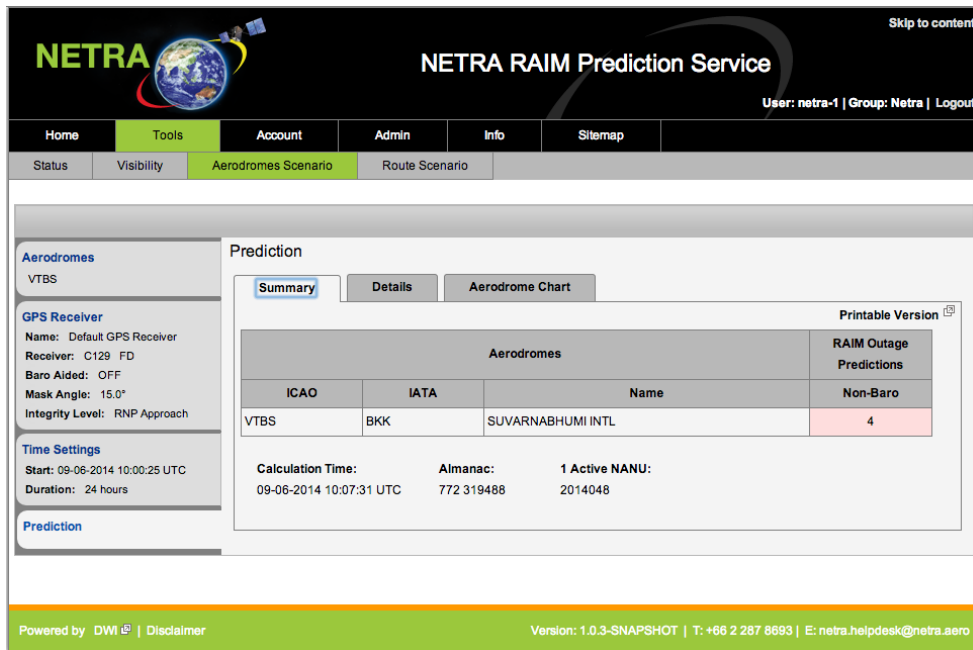 Skip to content
NETRA
NETRA RAIM Prediction Service
User: netra-1 | Group: Netra | Logout
Home Tools Account Admin Info Sitemap
Status Visibility Aerodromes Scenario Route Scenario
Aerodromes
VTBS
GPS Receiver
Name: Default GPS Receiver
Receiver: C129 FD
Baro Aided: OFF
Mask Angle: 15.0°
Integrity Level: RNP Approach
Time Settings
Start: 09-06-2014 10:00:25 UTC
Duration: 24 hours
Prediction
Prediction
Summary Details Aerodrome Chart
Printable Version
Aerodromes RAIM Outage Predictions
ICAO IATA Name Non-Baro
VTBS BKK SUVARNABHUMI INTL 4
Calculation Time: Almanac: 1 Active NANU:
09-06-2014 10:07:31 UTC 772 319488 2014048
Powered by DWI | Disclaimer
Version: 1.0.3-SNAPSHOT | T: +66 2 287 8693 | E: netra.helpdesk@netra.aero